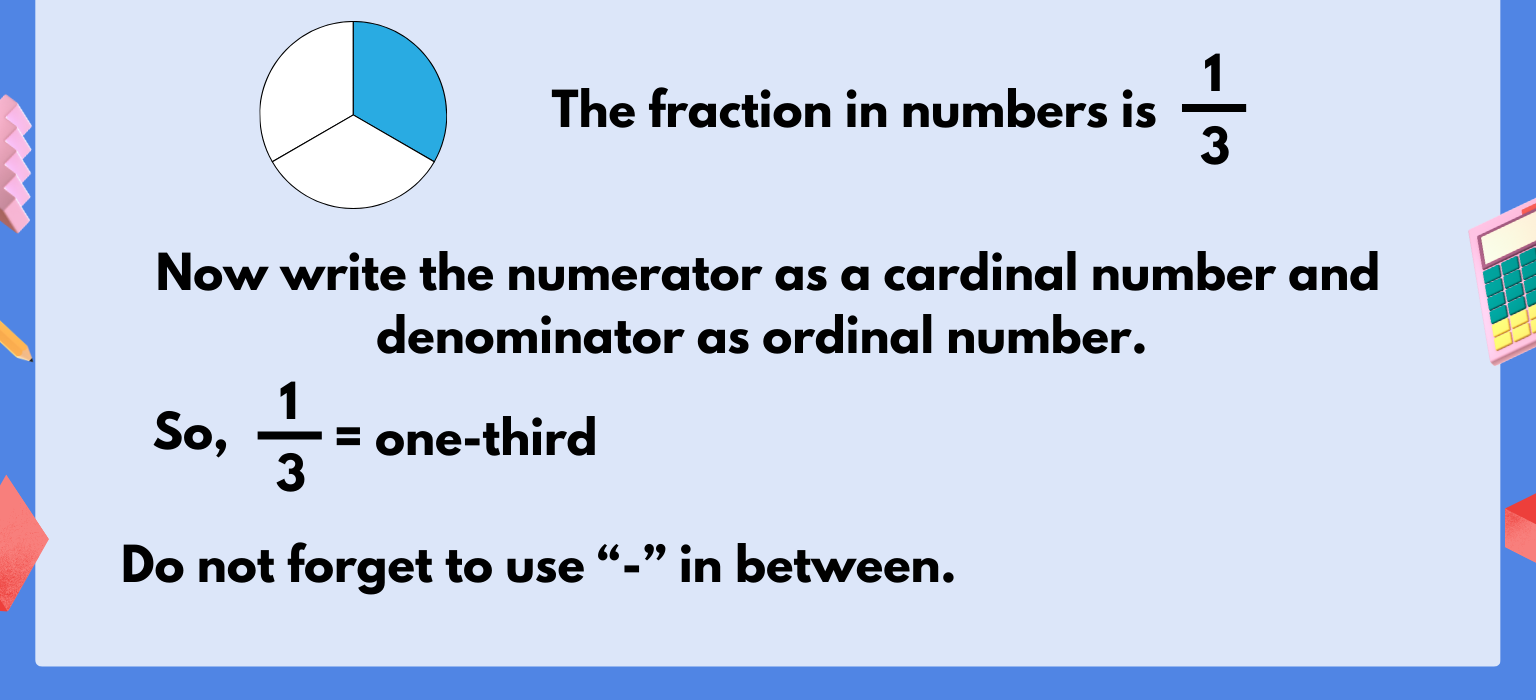 The fraction in numbers is 1/3
Now write the numerator as a cardinal number and
denominator as ordinal number.
So, 1/3 = one-third
Do not forget to use “-” in between.